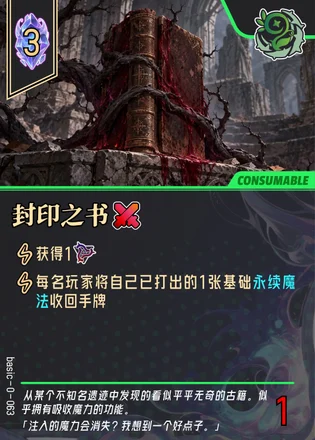 3
CONSUMABLE
封印之书
获得1
每名玩家将自己已打出的1张基础永续魔
法收回手牌
basic-0-063
从某个不知名遗迹中发现的看似平平无奇的古籍。似
乎拥有吸收魔力的功能。
「注入的魔力会消失？我想到一个好点子。」
1